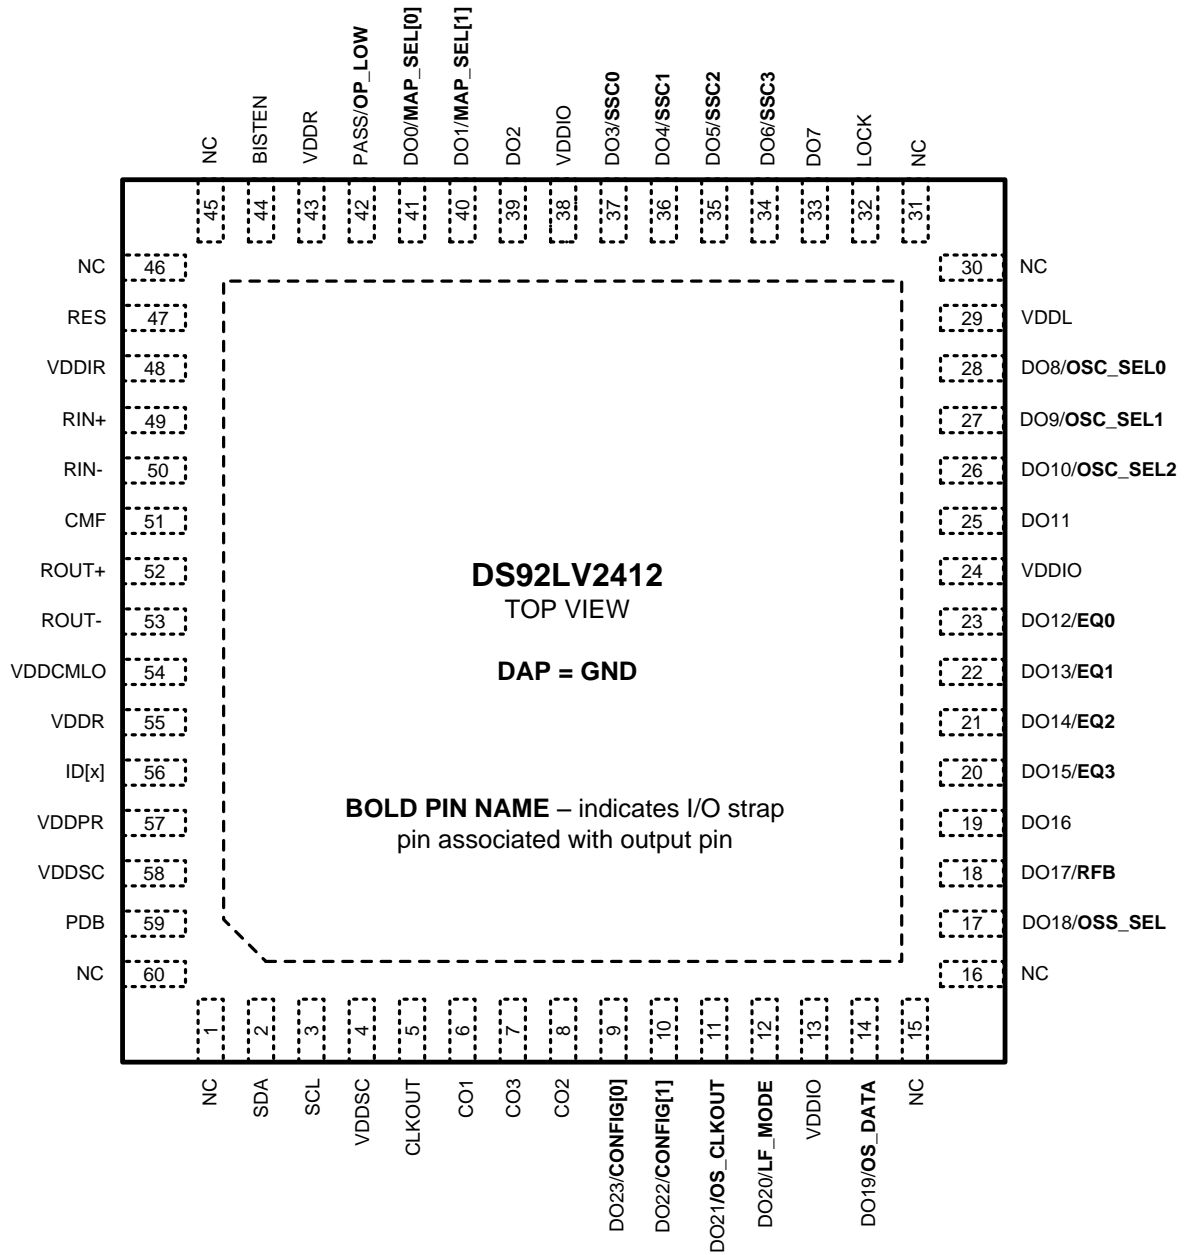 NC
BISTEN
VDDR
PASS/OP_LOW
DO0/MAP_SEL[0]
DO1/MAP_SEL[1]
DO2
VDDIO
DO3/SSC0
DO4/SSC1
DO5/SSC2
DO6/SSC3
DO7
LOCK
NC
45
44
43
42
41
40
39
38
37
36
35
34
33
32
31
NC 46
RES 47
VDDIR 48
RIN+ 49
RIN- 50
CMF 51
ROUT+ 52
ROUT- 53
VDDCMLO 54
VDDR 55
ID[x] 56
VDDPR 57
VDDSC 58
PDB 59
NC 60
DS92LV2412
TOP VIEW
DAP = GND
BOLD PIN NAME – indicates I/O strap
pin associated with output pin
30 NC
29 VDDL
28 DO8/OSC_SEL0
27 DO9/OSC_SEL1
26 DO10/OSC_SEL2
25 DO11
24 VDDIO
23 DO12/EQ0
22 DO13/EQ1
21 DO14/EQ2
20 DO15/EQ3
19 DO16
18 DO17/RFB
17 DO18/OSS_SEL
16 NC
1
2
3
4
5
6
7
8
9
10
11
12
13
14
15
NC
SDA
SCL
VDDSC
CLKOUT
CO1
CO3
CO2
DO23/CONFIG[0]
DO22/CONFIG[1]
DO21/OS_CLKOUT
DO20/LF_MODE
VDDIO
DO19/OS_DATA
NC